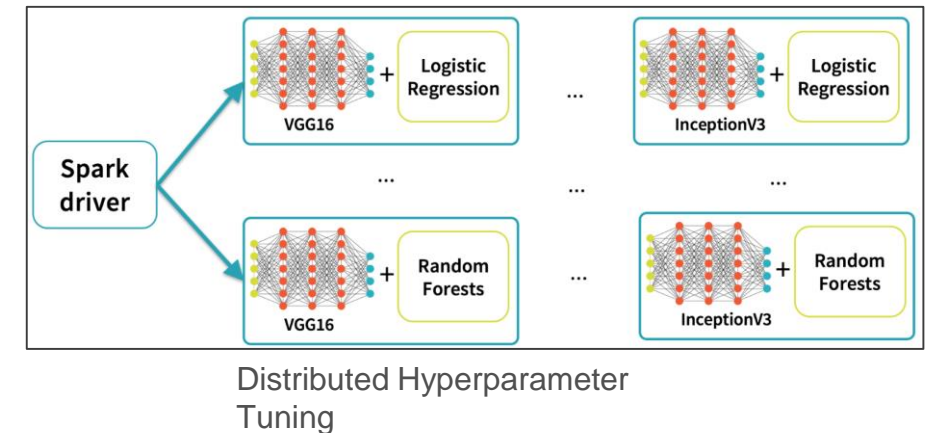 Spark
driver
VGG16
+
Logistic
Regression
...
InceptionV3
+
Logistic
Regression
...
...
...
VGG16
+
Random
Forests
...
InceptionV3
+
Random
Forests
Distributed Hyperparameter
Tuning